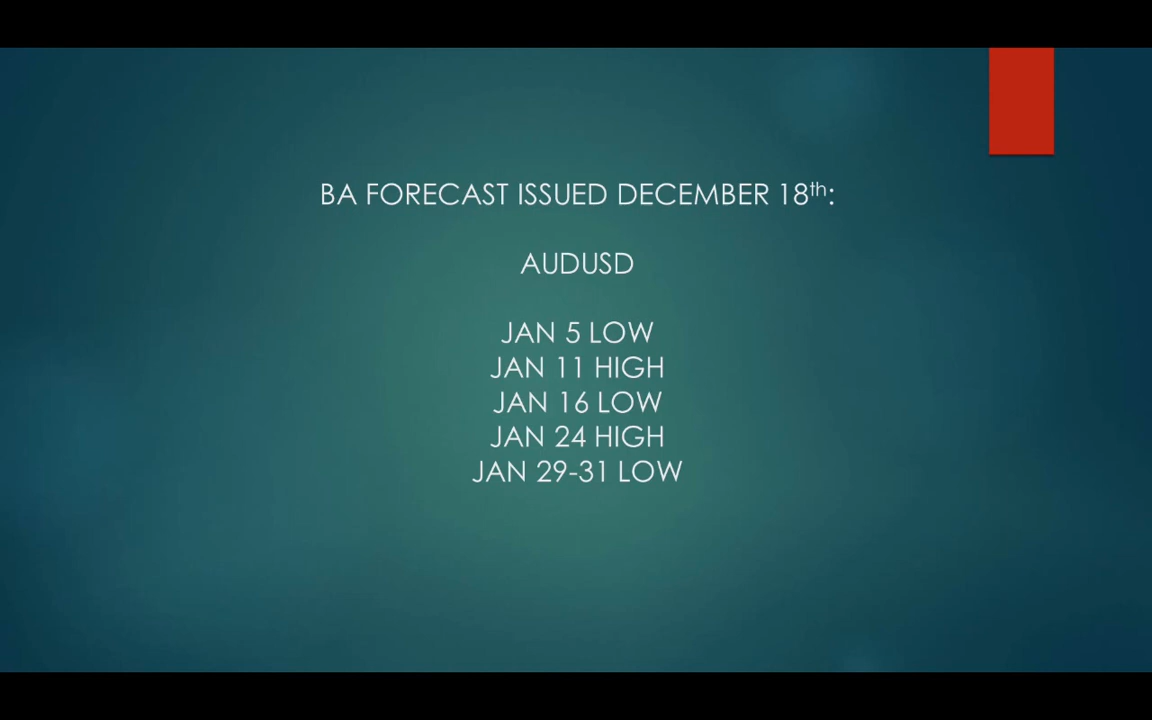 BA FORECAST ISSUED DECEMBER 18th:
AUDUSD
JAN 5 LOW
JAN 11 HIGH
JAN 16 LOW
JAN 24 HIGH
JAN 29-31 LOW